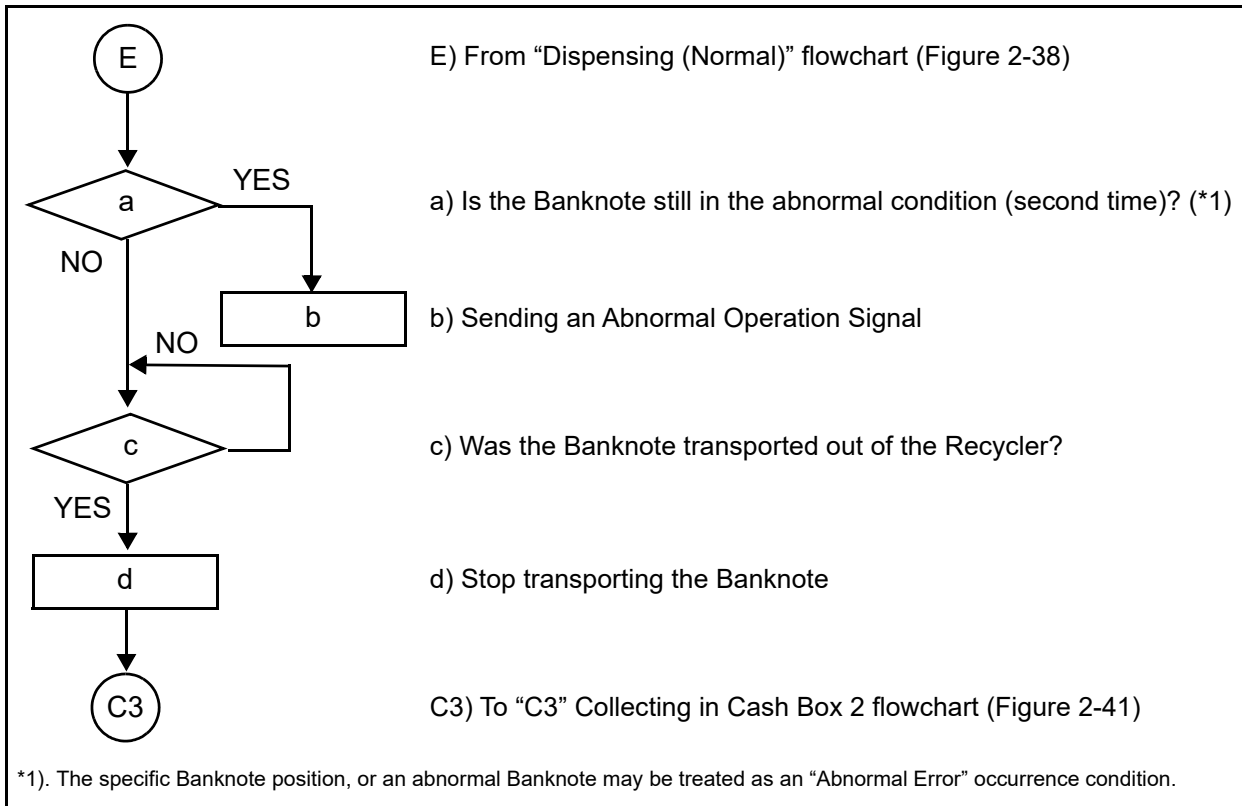 E
E) From “Dispensing (Normal)” flowchart (Figure 2-38)
YES
a
a) Is the Banknote still in the abnormal condition (second time)? (*1)
NO
b
b) Sending an Abnormal Operation Signal
NO
c
c) Was the Banknote transported out of the Recycler?
YES
d
d) Stop transporting the Banknote
C3
C3) To “C3” Collecting in Cash Box 2 flowchart (Figure 2-41)
*1). The specific Banknote position, or an abnormal Banknote may be treated as an “Abnormal Error” occurrence condition.